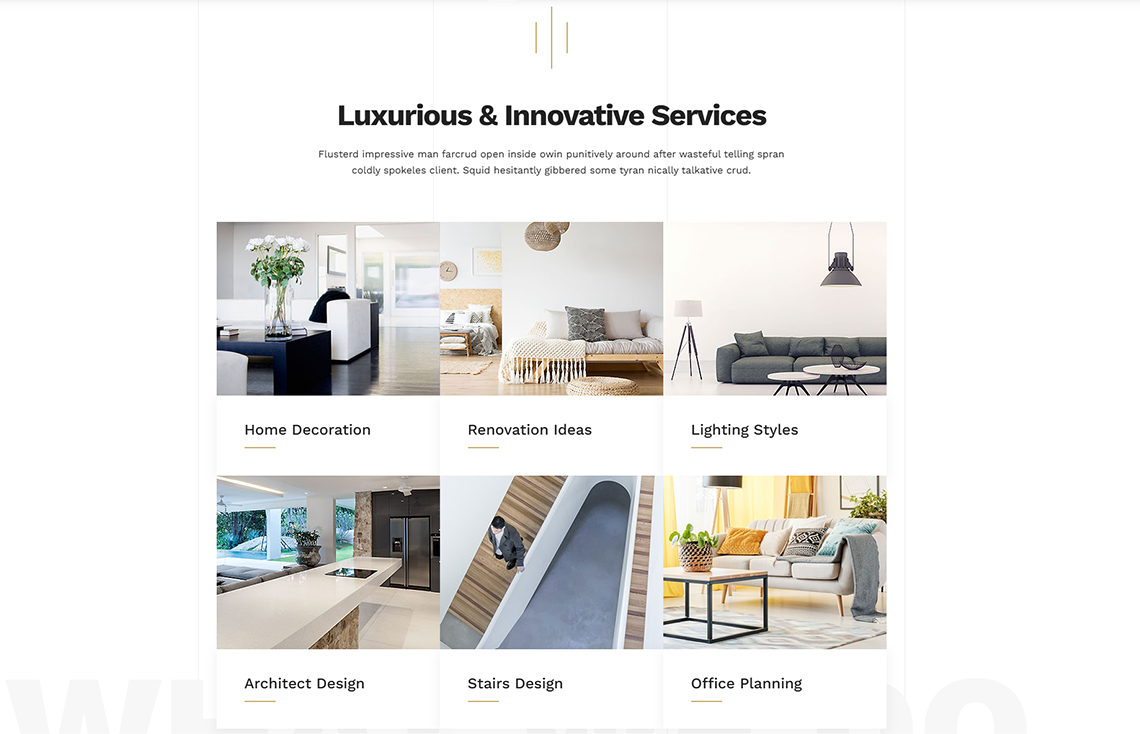 Luxurious & Innovative Services
Flusterd impressive man farcrud open inside owin punitively around after wasteful telling spran
coldly spokeles client. Squid hesitantly gibbered some tyran nically talkative crud.
Home Decoration
Renovation Ideas
Lighting Styles
Architect Design
Stairs Design
Office Planning